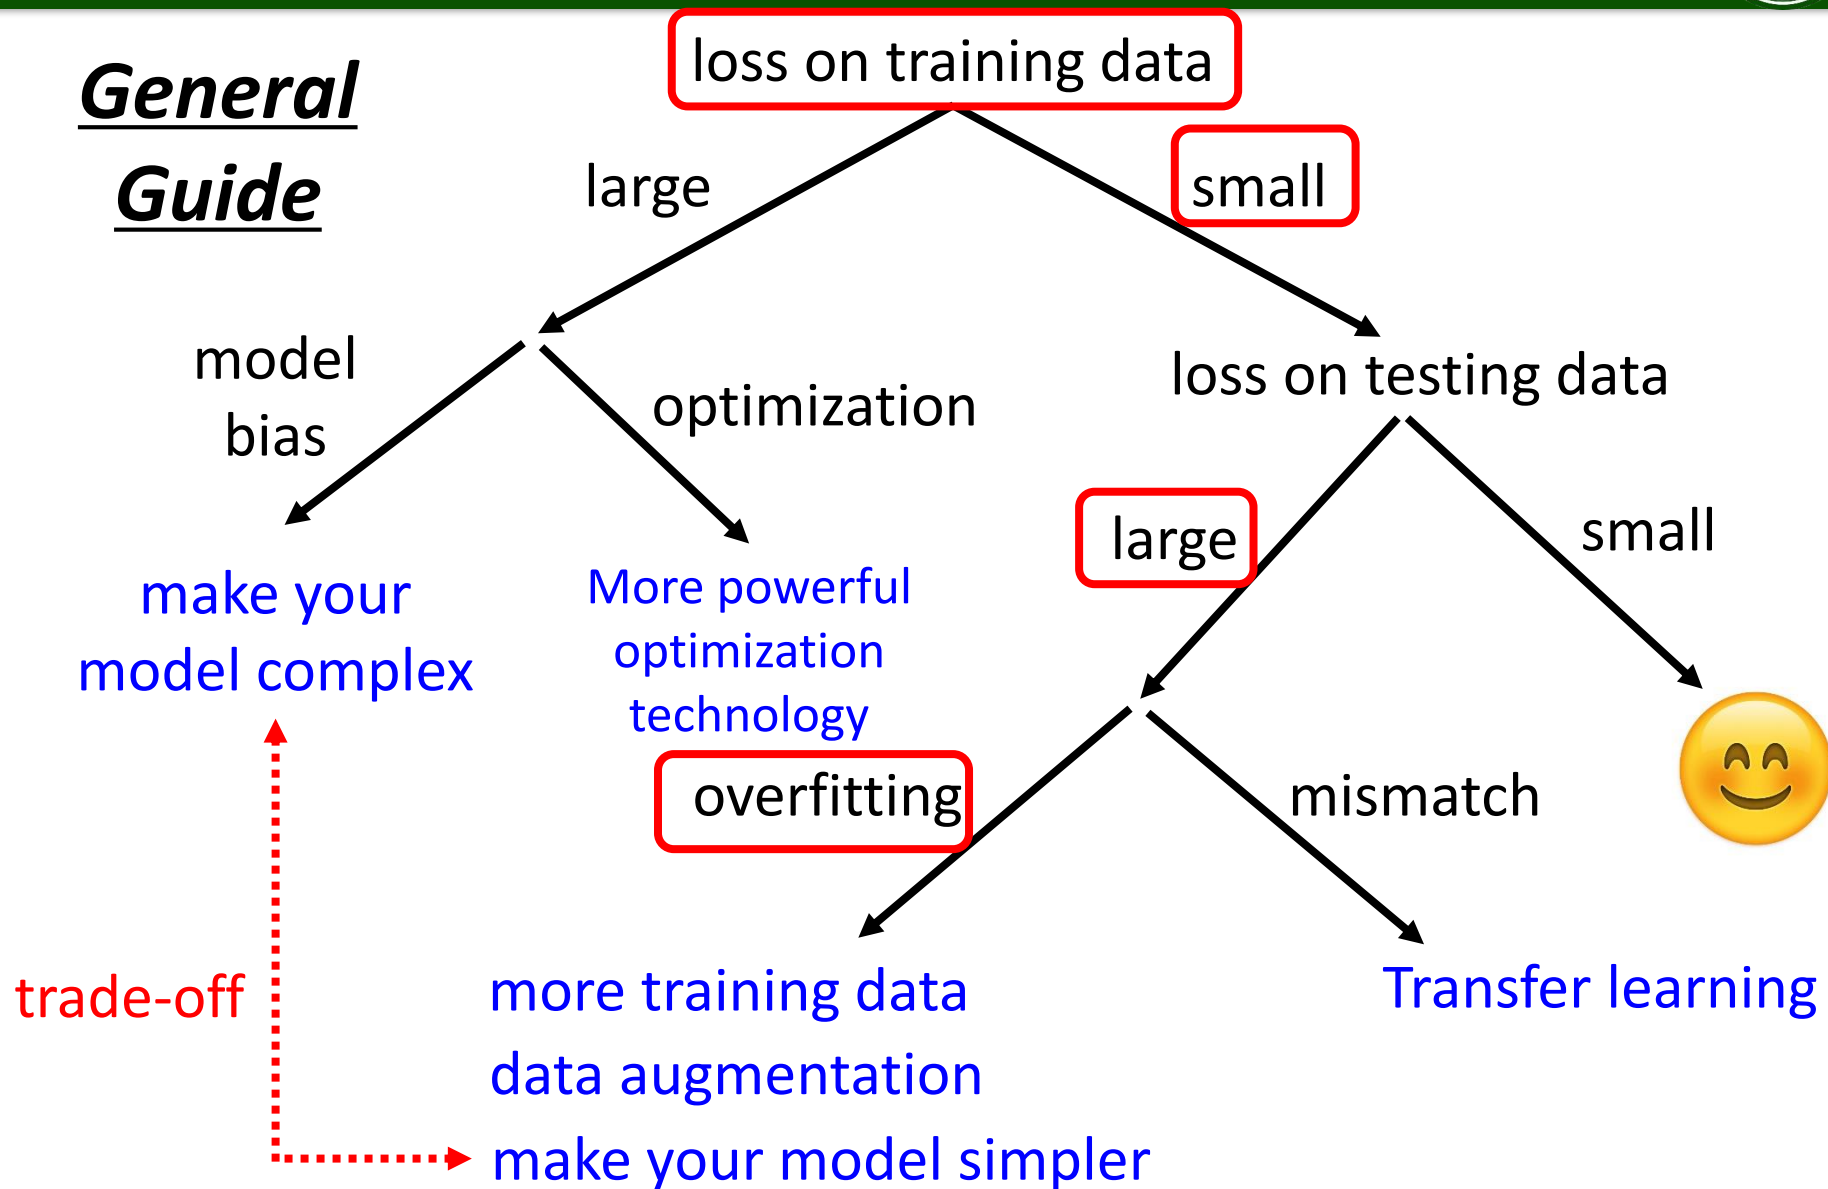 General
Guide
loss on training data
large
small
model
bias
optimization
loss on testing data
large
small
make your
model complex
More powerful
optimization
technology
overfitting
mismatch
trade-off
more training data
data augmentation
make your model simpler
Transfer learning